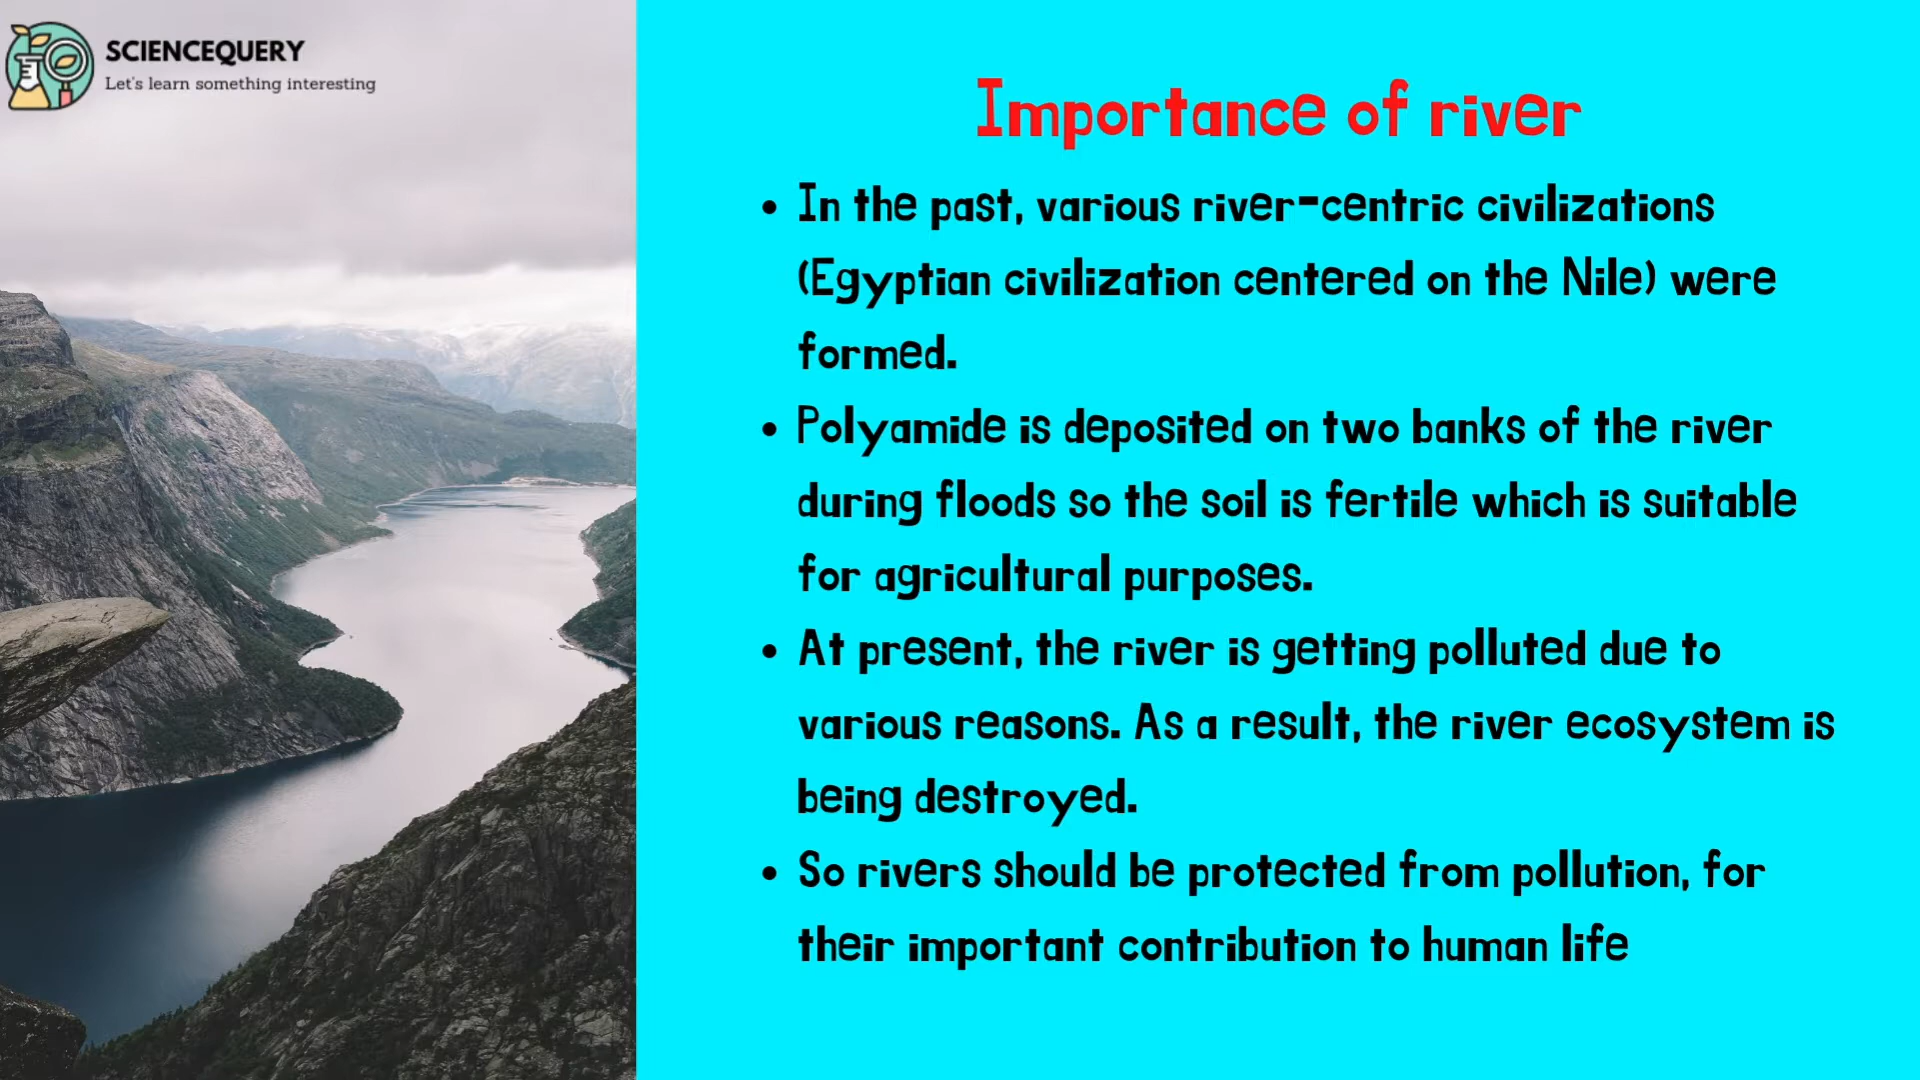 SCIENCEQUERY
Let's learn something interesting
Importance of river
• In the past, various river-centric civilizations
(Egyptian civilization centered on the Nile) were
formed.
• Polyamide is deposited on two banks of the river
during floods so the soil is fertile which is suitable
for agricultural purposes.
• At present, the river is getting polluted due to
various reasons. As a result, the river ecosystem is
being destroyed.
• So rivers should be protected from pollution, for
their important contribution to human life